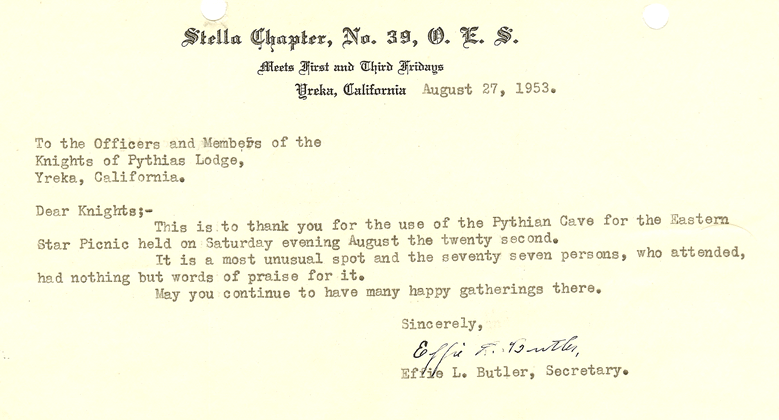 Stella Chapter, No. 39, O. E. S.
Meets First and Third Fridays
Yreka, California August 27, 1953.
To the Officers and Members of the
Knights of Pythias Lodge,
Yreka, California.
Dear Knights;-
This is to thank you for the use of the Pythian Cave for the Eastern
Star Picnic held on Saturday evening August the twenty second.
It is a most unusual spot and the seventy seven persons, who attended,
had nothing but words of praise for it.
May you continue to have many happy gatherings there.
Sincerely,
Effie L. Butler,
Effie L. Butler, Secretary.